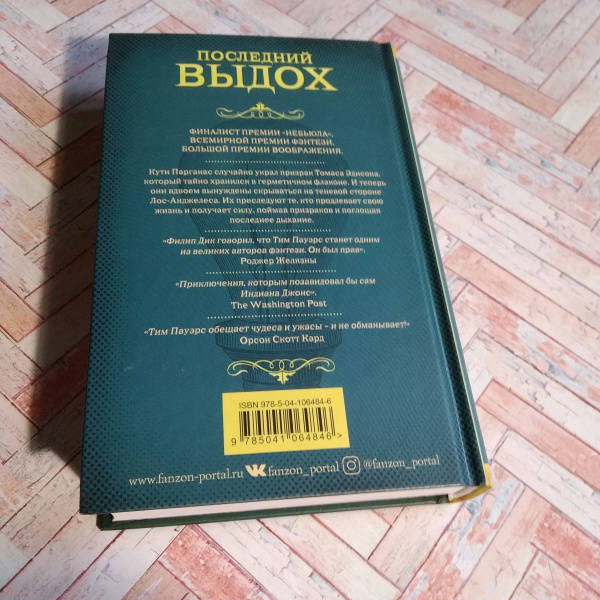 ПОСЛЕДНИЙ
ВЫДОХ
ФИНАЛИСТ ПРЕМИИ «НЕБЬЮЛА»,
ВСЕМИРНОЙ ПРЕМИИ ФЭНТЕЗИ,
БОЛЬШОЙ ПРЕМИИ ВООБРАЖЕНИЯ.
Кути Парганас случайно украл призрак Томаса Эдисона,
который тайно хранился в герметичном флаконе. И теперь
они вдвоем вынуждены скрываться на теневой стороне
Лос-Анджелеса. Их преследуют те, кто продлевает свою
жизнь и получает силу, поймав призраков и поглощая
последнее дыхание.
«Филип Дик говорил, что Тим Пауэрс станет одним
из великих авторов фэнтези. Он был прав».
Роджер Желязны
«Приключения, которым позавидовал бы сам
Индиана Джонс».
The Washington Post
«Тим Пауэрс обещает чудеса и ужасы – и не обманывает!»
Орсон Скотт Кард
ISBN 978-5-04-106484-6
9 785041 064846 >
www.fanzon-portal.ru fanzon_portal @fanzon_portal